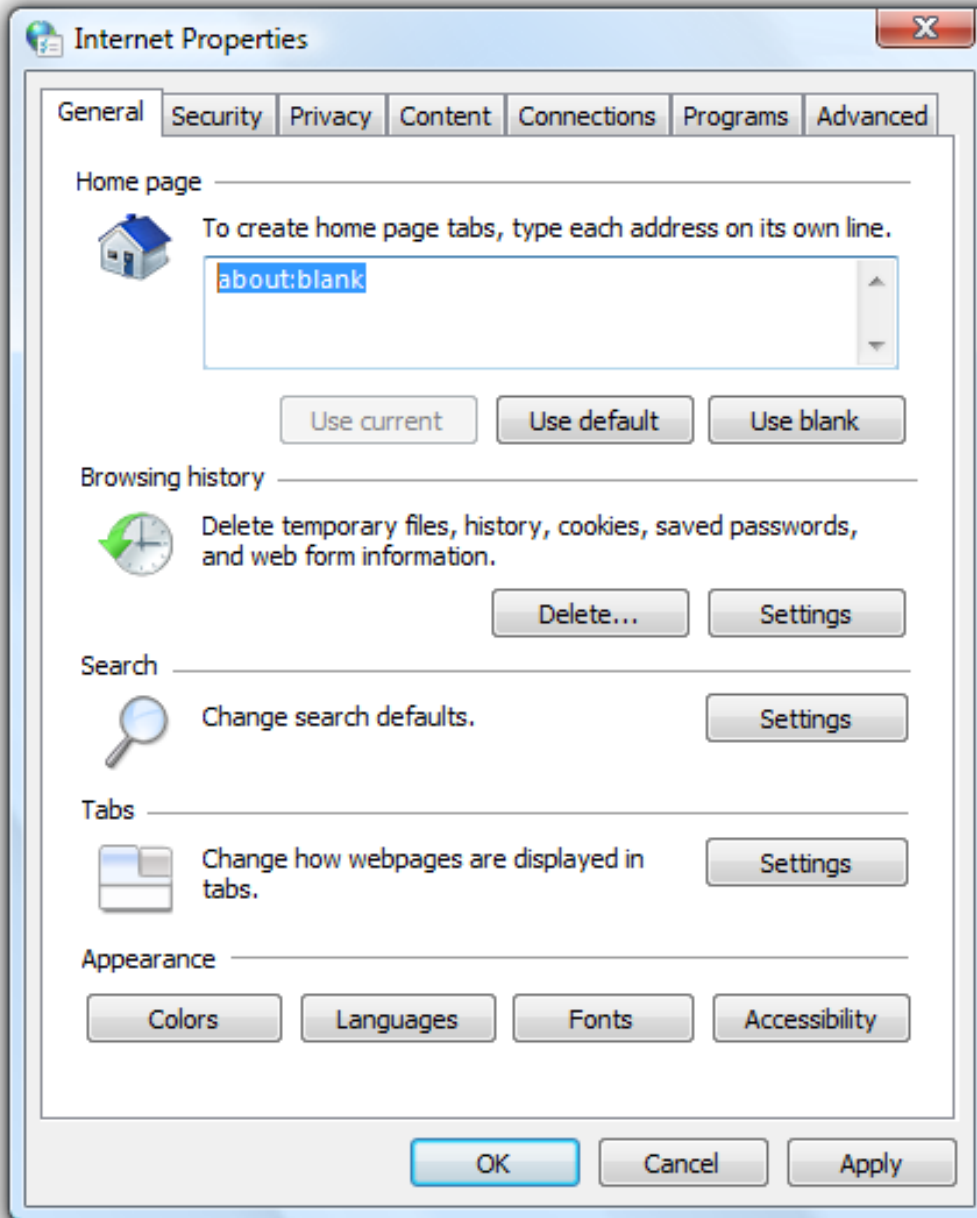 Internet Properties
General Security Privacy Content Connections Programs Advanced
Home page
To create home page tabs, type each address on its own line.
about:blank
Use current Use default Use blank
Browsing history
Delete temporary files, history, cookies, saved passwords,
and web form information.
Delete... Settings
Search
Change search defaults. Settings
Tabs
Change how webpages are displayed in Settings
tabs.
Appearance
Colors Languages Fonts Accessibility
OK Cancel Apply